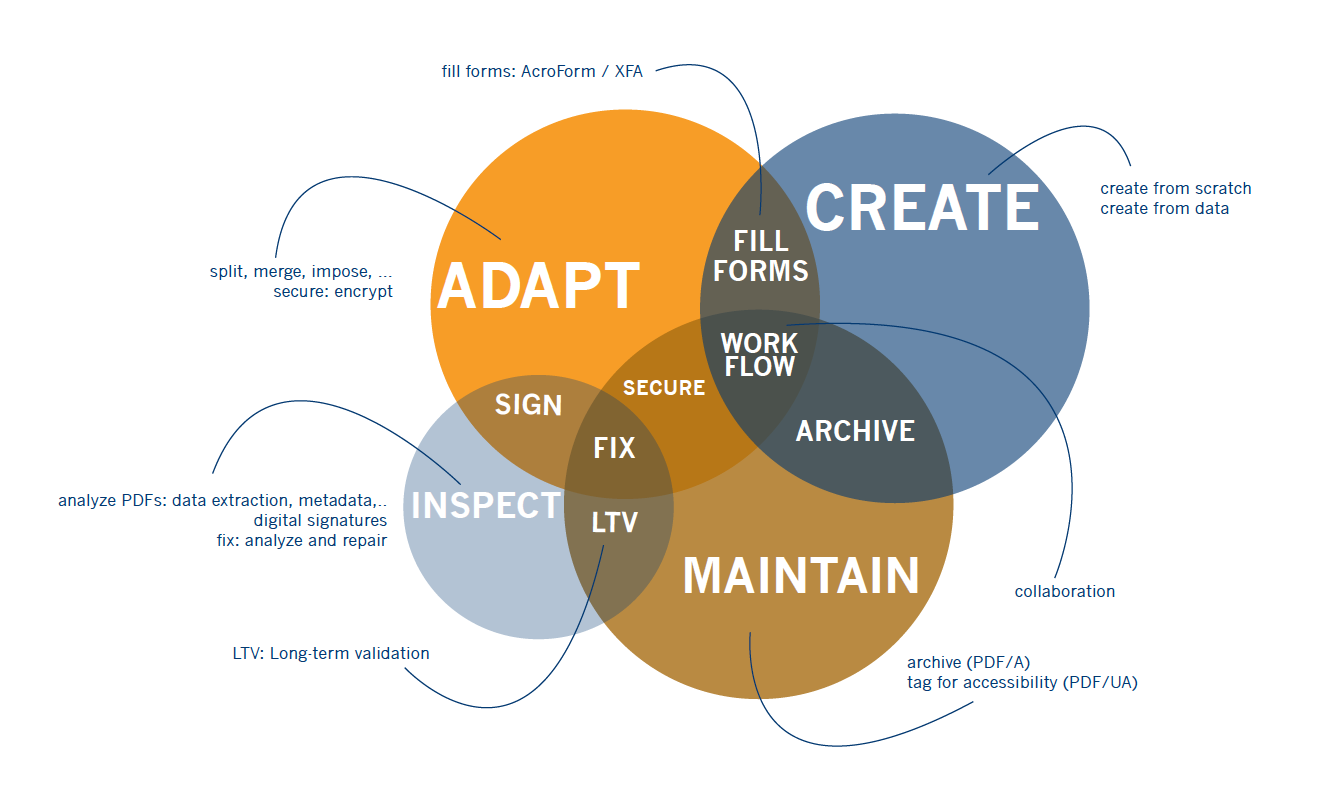 fill forms: AcroForm / XFA
CREATE
create from scratch
create from data
FILL
FORMS
ADAPT
split, merge, impose, ...
secure: encrypt
WORK
FLOW
SECURE
SIGN
ARCHIVE
FIX
INSPECT
analyze PDFs: data extraction, metadata,..
digital signatures
fix: analyze and repair
LTV
MAINTAIN
collaboration
LTV: Long-term validation
archive (PDF/A)
tag for accessibility (PDF/UA)